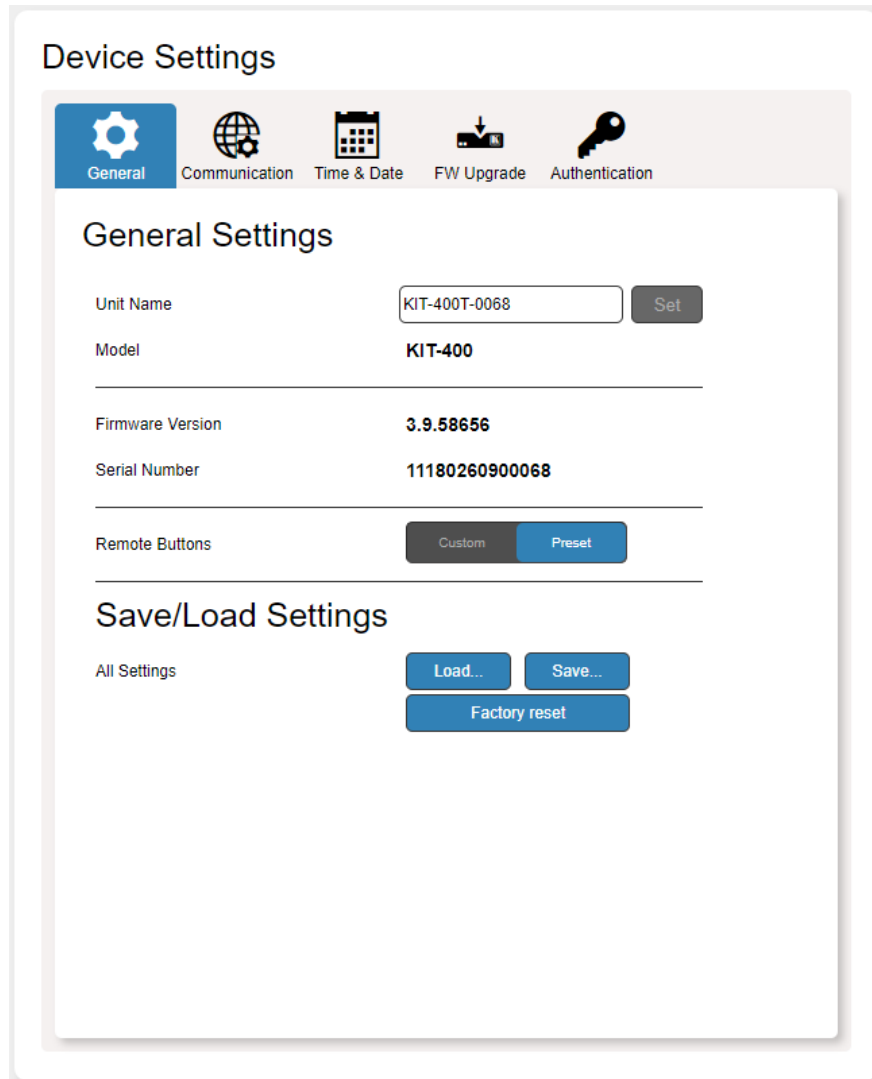 Device Settings
General Communication Time & Date FW Upgrade Authentication
General Settings
Unit Name KIT-400T-0068 Set
Model KIT-400
Firmware Version 3.9.58656
Serial Number 11180260900068
Remote Buttons Custom Preset
Save/Load Settings
All Settings Load... Save...
Factory reset